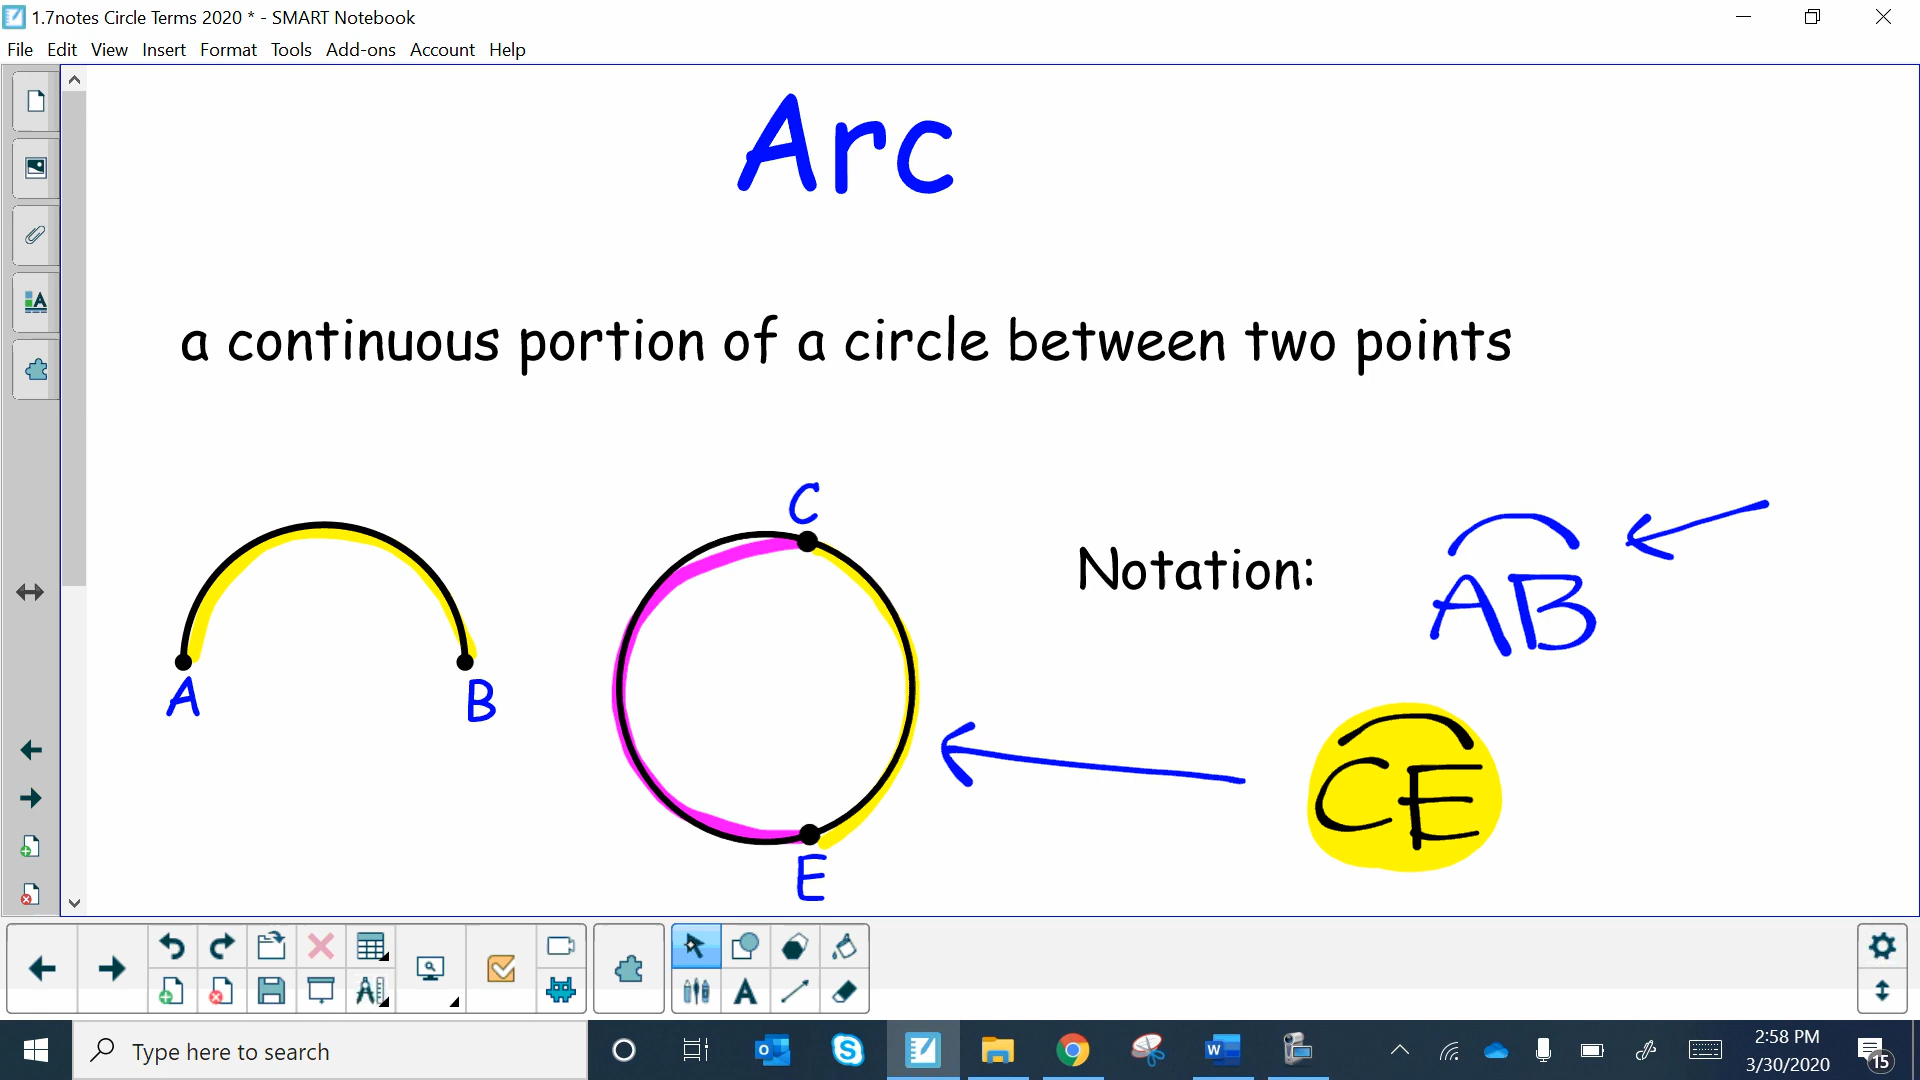 1.7notes Circle Terms 2020 * - SMART Notebook
File Edit View Insert Format Tools Add-ons Account Help
Arc
a continuous portion of a circle between two points
C
Notation:
AB
A
B
CE
E
Type here to search
2:58 PM
3/30/2020
15